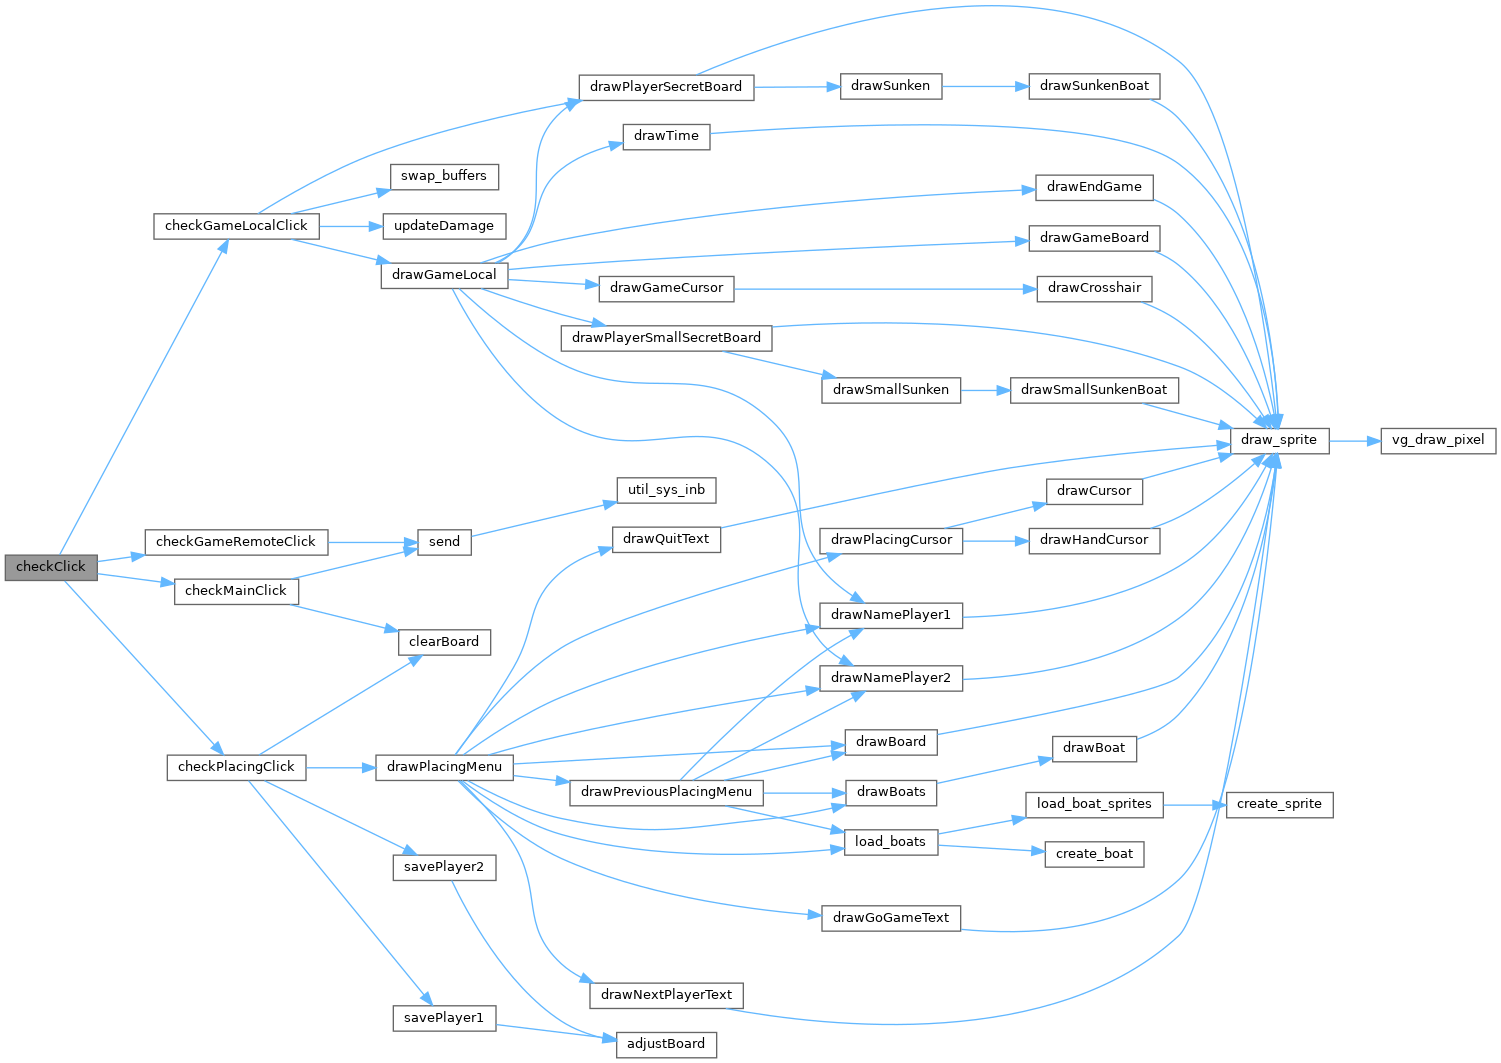 drawPlayerSecretBoard
drawSunken
drawSunkenBoat
drawTime
swap_buffers
drawEndGame
checkGameLocalClick
updateDamage
drawGameBoard
drawGameLocal
drawGameCursor
drawCrosshair
drawPlayerSmallSecretBoard
drawSmallSunken
drawSmallSunkenBoat
draw_sprite
vg_draw_pixel
util_sys_inb
drawCursor
checkGameRemoteClick
send
drawQuitText
drawPlacingCursor
drawHandCursor
checkClick
checkMainClick
drawNamePlayer1
clearBoard
drawNamePlayer2
drawBoard
drawBoat
checkPlacingClick
drawPlacingMenu
drawPreviousPlacingMenu
drawBoats
load_boat_sprites
create_sprite
load_boats
create_boat
savePlayer2
drawGoGameText
drawNextPlayerText
savePlayer1
adjustBoard